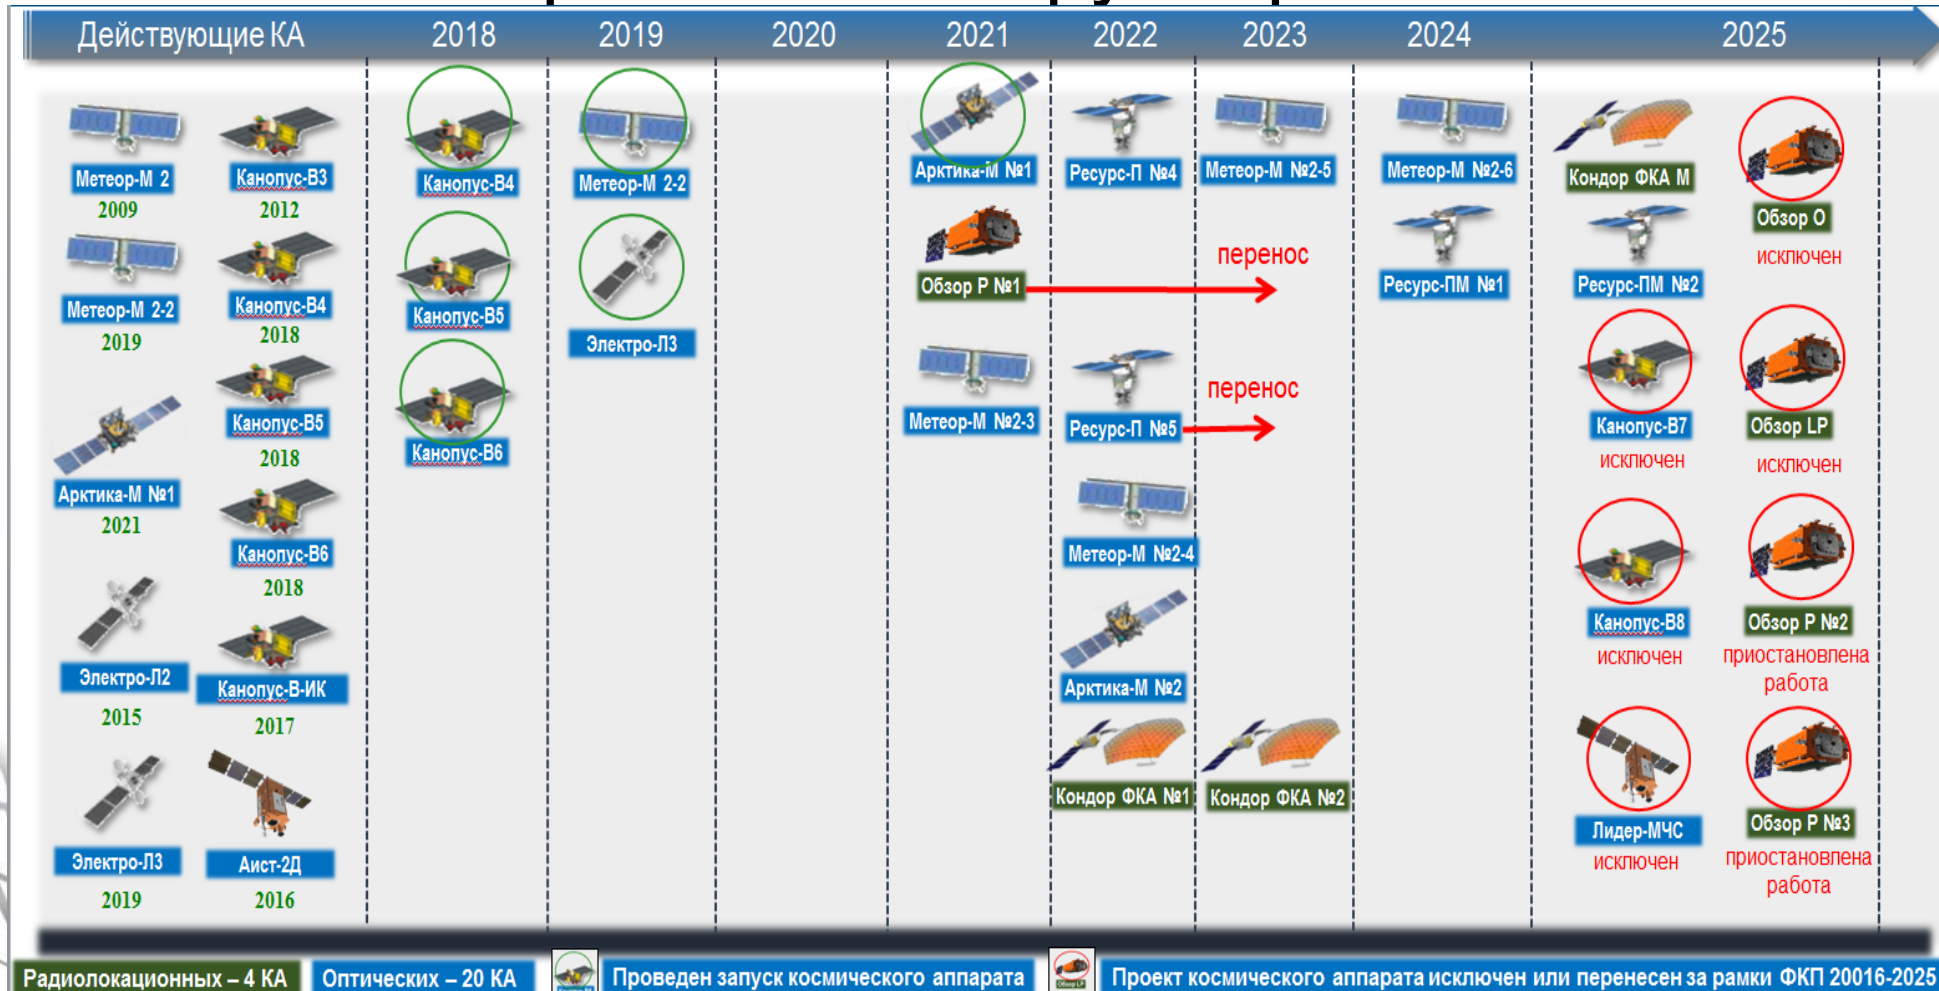 Действующие КА
2018
2019
2020
2021
2022
2023
2024
2025
Метеор-М 2
2009
Метеор-М 2-2
2019
Арктика-М №1
2021
Электро-Л2
2015
Электро-Л3
2019
Канопус-В3
2012
Канопус-В4
2018
Канопус-В5
2018
Канопус-В6
2018
Канопус-В-ИК
2017
Аист-2Д
2016
Канопус-В4
Канопус-В5
Канопус-В6
Метеор-М 2-2
Электро-Л3
Арктика-М №1
Обзор Р №1
перенос
Метеор-М №2-3
Ресурс-П №4
Ресурс-П №5
перенос
Метеор-М №2-4
Арктика-М №2
Кондор ФКА №1
Метеор-М №2-5
Кондор ФКА №2
Метеор-М №2-6
Ресурс-ПМ №1
Кондор ФКА М
Ресурс-ПМ №2
Канопус-В7
исключен
Канопус-В8
исключен
Лидер-МЧС
исключен
Обзор О
исключен
Обзор LP
исключен
Обзор Р №2
приостановлена
работа
Обзор Р №3
приостановлена
работа
Радиолокационных – 4 КА
Оптических – 20 КА
Проведен запуск космического аппарата
Обзор LP
Проект космического аппарата исключен или перенесен за рамки ФКП 20016-2025